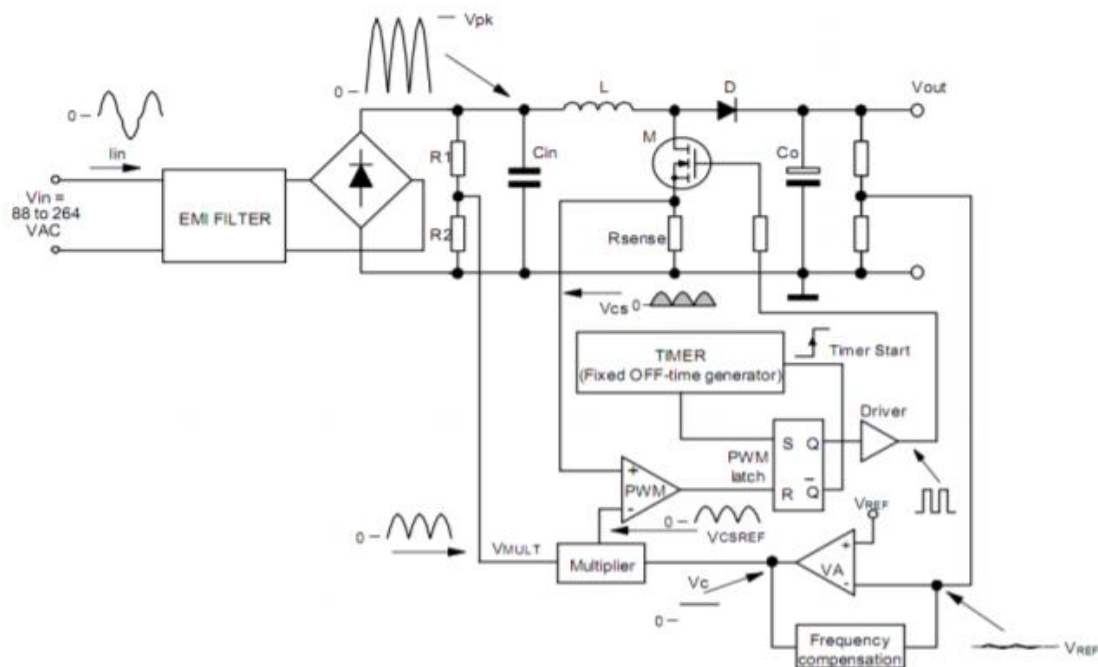 Vpk
0
0
L
D
Vout
M
Iin
R1
Cin
Co
Vin =
88 to 264
VAC
EMI FILTER
R2
Rsense
Vcs
0
TIMER
(Fixed OFF-time generator)
Timer Start
Driver
S Q
PWM
latch
R Q
+
PWM
-
0
VCSREF
VREF
0
VMULT
Multiplier
+
VA
-
Vc
0
Frequency
compensation
VREF